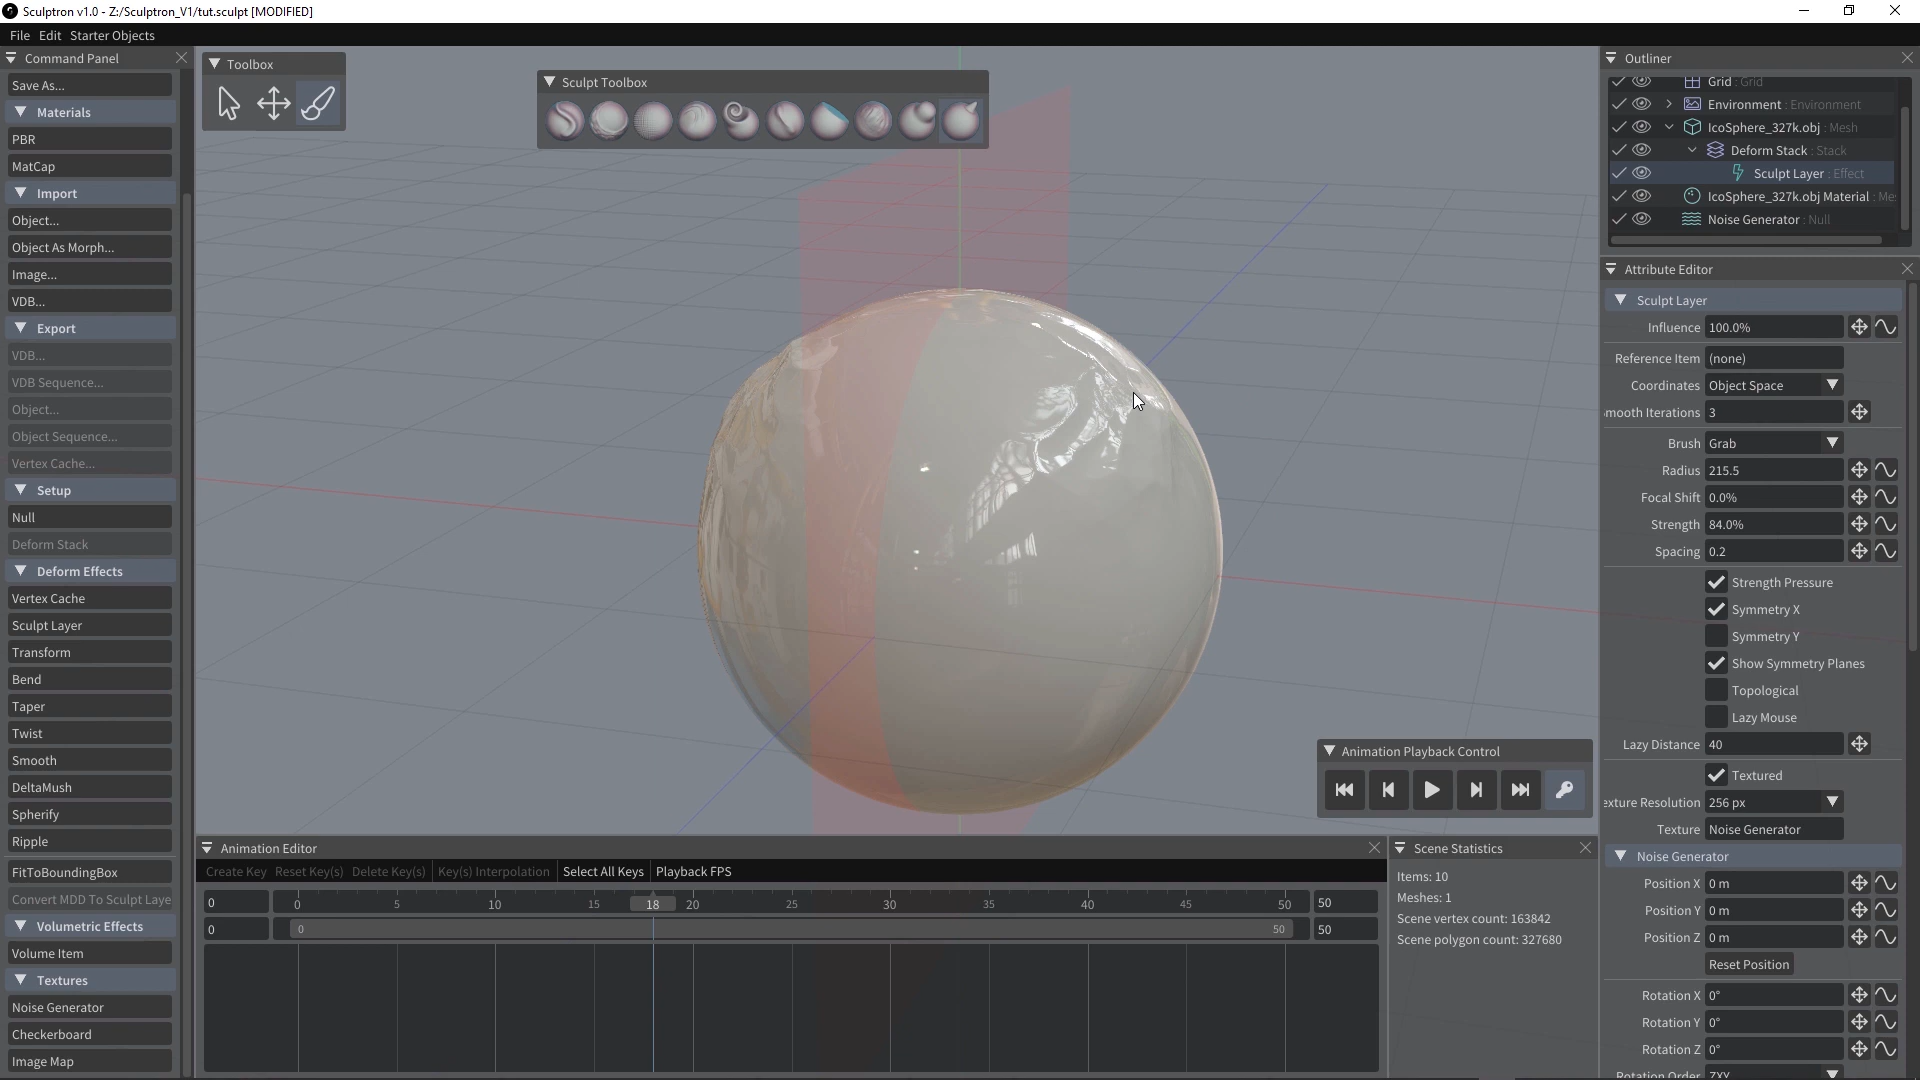 Sculptron v1.0 - Z:/Sculptron_V1/tut.sculpt [MODIFIED]
File Edit Starter Objects
Command Panel
Save As...
Materials
PBR
MatCap
Import
Object...
Object As Morph...
Image...
VDB...
Export
VDB...
VDB Sequence...
Object...
Object Sequence...
Vertex Cache...
Setup
Null
Deform Stack
Deform Effects
Vertex Cache
Sculpt Layer
Transform
Bend
Taper
Twist
Smooth
DeltaMush
Spherify
Ripple
FitToBoundingBox
Convert MDD To Sculpt Laye
Volumetric Effects
Volume Item
Textures
Noise Generator
Checkerboard
Image Map
Toolbox
Sculpt Toolbox
Animation Playback Control
Animation Editor
Create Key Reset Key(s) Delete Key(s) Key(s) Interpolation Select All Keys Playback FPS
0 0 5 10 15 18 20 25 30 35 40 45 50 50
0 0 50 50
Scene Statistics
Items: 10
Meshes: 1
Scene vertex count: 163842
Scene polygon count: 327680
Outliner
Grid : Grid
Environment : Environment
IcoSphere_327k.obj : Mesh
Deform Stack : Stack
Sculpt Layer : Effect
IcoSphere_327k.obj Material : Me
Noise Generator : Null
Attribute Editor
Sculpt Layer
Influence 100.0%
Reference Item (none)
Coordinates Object Space
mooth Iterations 3
Brush Grab
Radius 215.5
Focal Shift 0.0%
Strength 84.0%
Spacing 0.2
Strength Pressure
Symmetry X
Symmetry Y
Show Symmetry Planes
Topological
Lazy Mouse
Lazy Distance 40
Textured
exture Resolution 256 px
Texture Noise Generator
Noise Generator
Position X 0 m
Position Y 0 m
Position Z 0 m
Reset Position
Rotation X 0°
Rotation Y 0°
Rotation Z 0°
Rotation Order ZXY